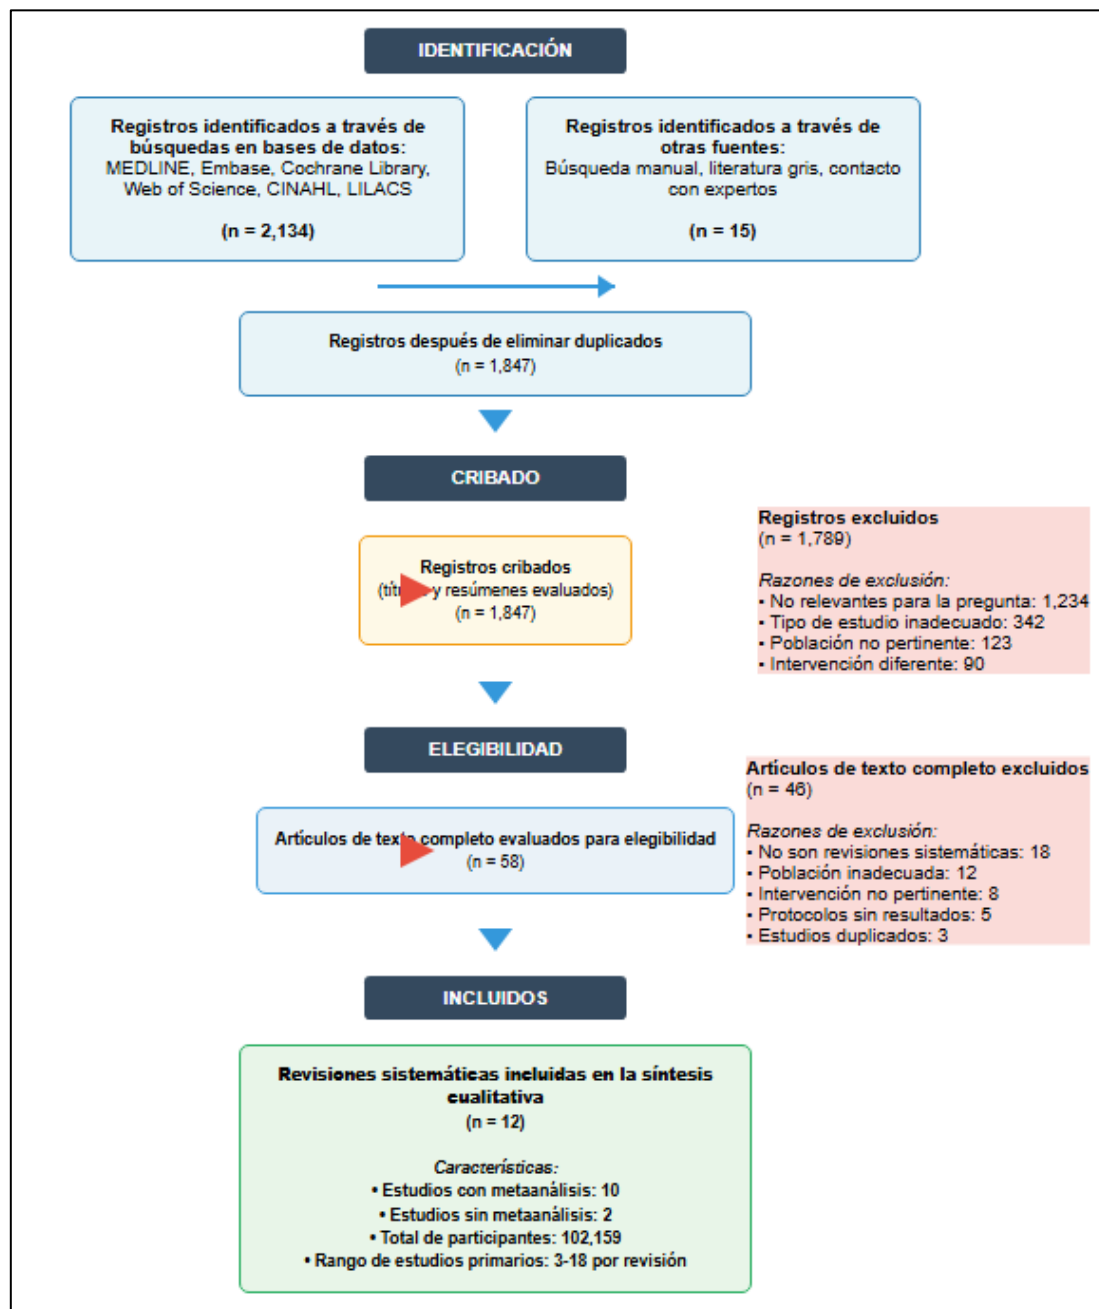 IDENTIFICACIÓN
Registros identificados a través de
búsquedas en bases de datos:
MEDLINE, Embase, Cochrane Library,
Web of Science, CINAHL, LILACS
(n = 2,134)
Registros identificados a través de
otras fuentes:
Búsqueda manual, literatura gris, contacto
con expertos
(n = 15)
Registros después de eliminar duplicados
(n = 1,847)
CRIBADO
Registros cribados
y resúmenes evaluados)
(n = 1,847)
Registros excluidos
(n = 1,789)
Razones de exclusión:
▪ No relevantes para la pregunta: 1,234
▪ Tipo de estudio inadecuado: 342
▪ Población no pertinente: 123
▪ Intervención diferente: 90
ELEGIBILIDAD
Artículos de texto completo evaluados para elegibilidad
(n = 58)
Artículos de texto completo excluidos
(n = 46)
Razones de exclusión:
▪ No son revisiones sistemáticas: 18
▪ Población inadecuada: 12
▪ Intervención no pertinente: 8
▪ Protocolos sin resultados: 5
▪ Estudios duplicados: 3
INCLUIDOS
Revisiones sistemáticas incluidas en la síntesis
cualitativa
(n = 12)
Características:
• Estudios con metaanálisis: 10
• Estudios sin metaanálisis: 2
• Total de participantes: 102,159
• Rango de estudios primarios: 3-18 por revisión